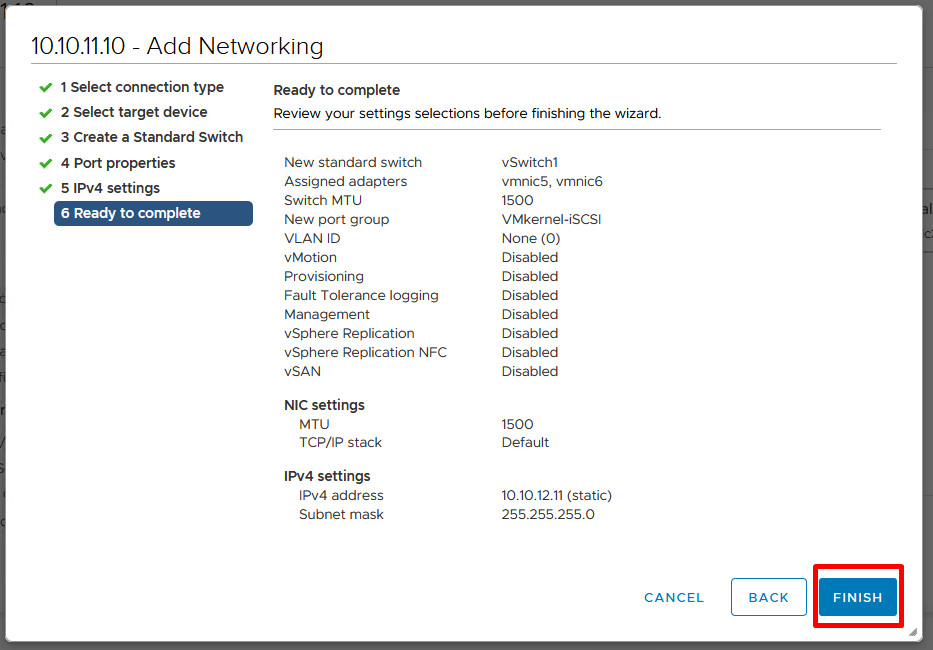 10.10.11.10 - Add Networking
1 Select connection type
2 Select target device
3 Create a Standard Switch
4 Port properties
5 IPv4 settings
6 Ready to complete
Ready to complete
Review your settings selections before finishing the wizard.
New standard switch vSwitch1
Assigned adapters vmnic5, vmnic6
Switch MTU 1500
New port group VMkernel-iSCSI
VLAN ID None (0)
vMotion Disabled
Provisioning Disabled
Fault Tolerance logging Disabled
Management Disabled
vSphere Replication Disabled
vSphere Replication NFC Disabled
vSAN Disabled
NIC settings
MTU 1500
TCP/IP stack Default
IPv4 settings
IPv4 address 10.10.12.11 (static)
Subnet mask 255.255.255.0
CANCEL BACK FINISH